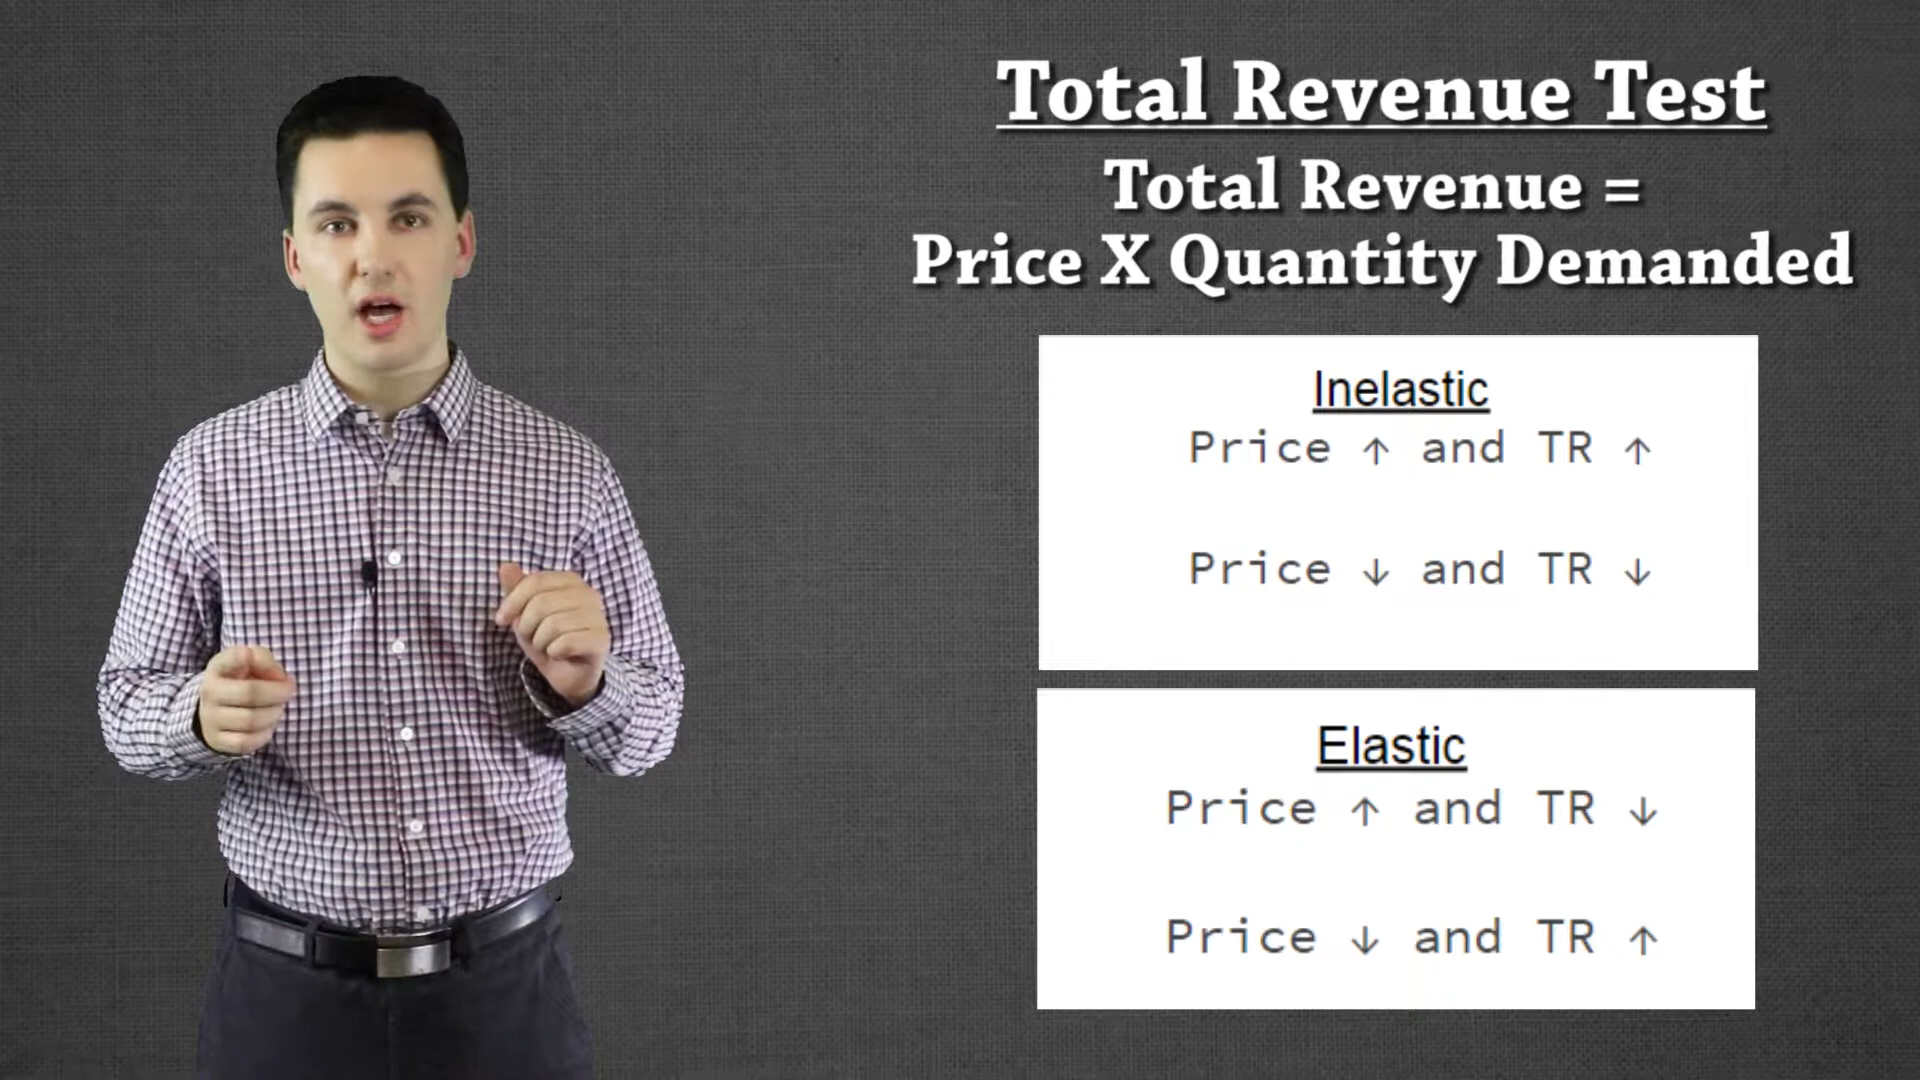 Total Revenue Test
Total Revenue =
Price X Quantity Demanded
Inelastic
Price ↑ and TR ↑
Price ↓ and TR ↓
Elastic
Price ↑ and TR ↓
Price ↓ and TR ↑